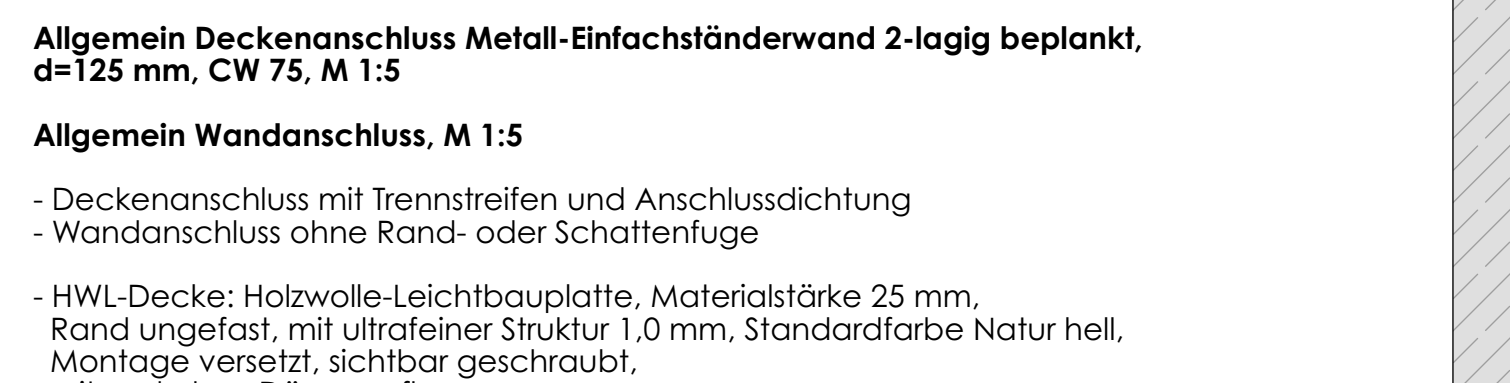 Allgemein Deckenanschluss Metall-Einfachständerwand 2-lagig beplankt,
d=125 mm, CW 75, M 1:5
Allgemein Wandanschluss, M 1:5
- Deckenanschluss mit Trennstreifen und Anschlussdichtung
- Wandanschluss ohne Rand- oder Schattenfuge
- HWL-Decke: Holzwolle-Leichtbauplatte, Materialstärke 25 mm,
Rand ungefast, mit ultrafeiner Struktur 1,0 mm, Standardfarbe Natur hell,
Montage versetzt, sichtbar geschraubt,